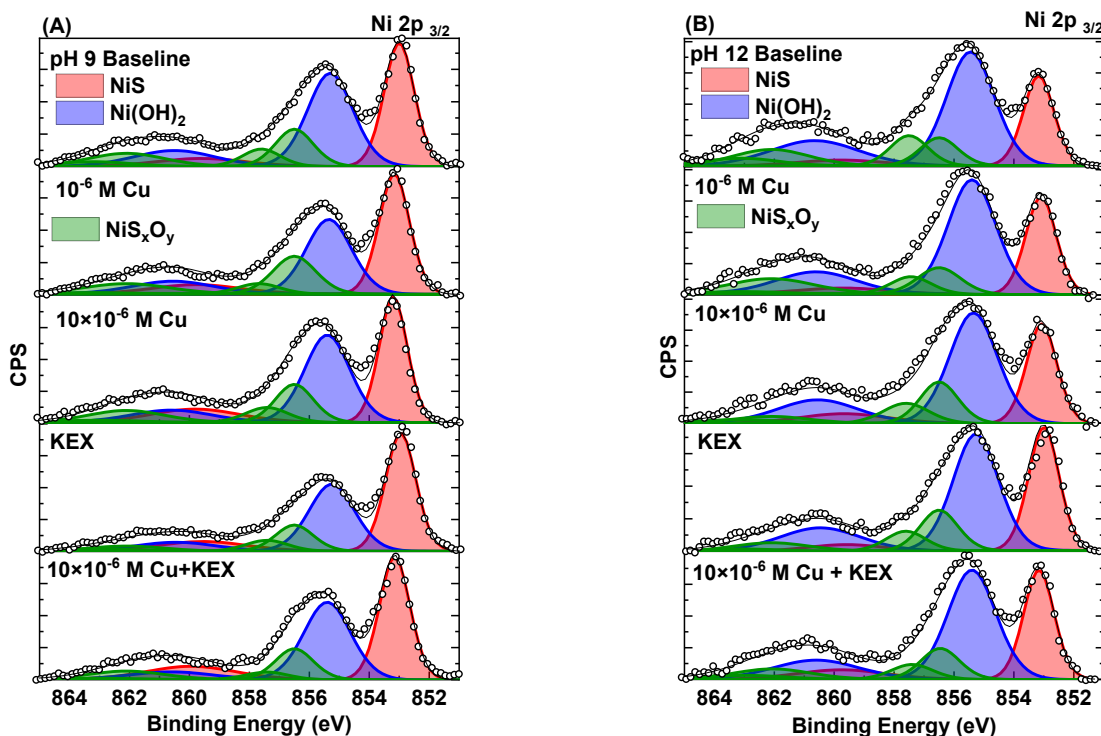 (A)
Ni 2p 3/2
pH 9 Baseline
NiS
Ni(OH)2
10-6 M Cu
NiSxOy
10×10-6 M Cu
KEX
10×10-6 M Cu+KEX
CPS
864 862 860 858 856 854 852
Binding Energy (eV)
(B)
Ni 2p 3/2
pH 12 Baseline
NiS
Ni(OH)2
10-6 M Cu
NiSxOy
10×10-6 M Cu
KEX
10×10-6 M Cu + KEX
CPS
864 862 860 858 856 854 852
Binding Energy (eV)